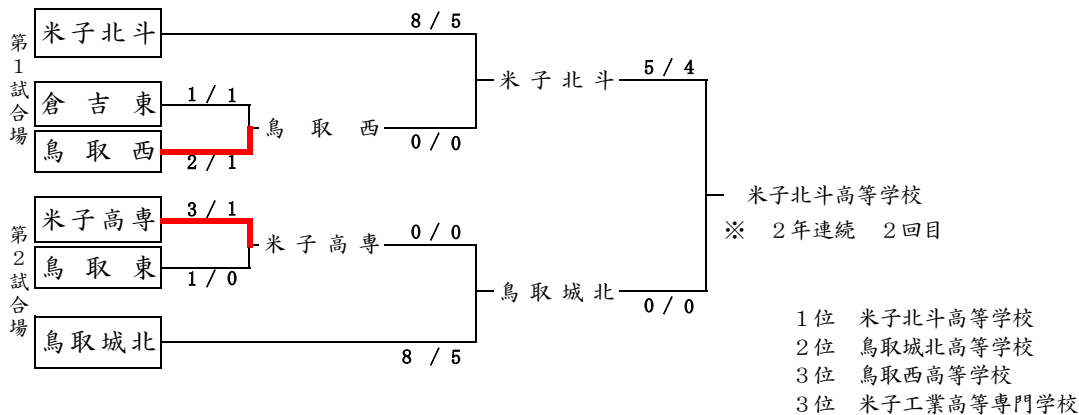 第1試合場
米子北斗
8 / 5
倉吉東
1 / 1
鳥取西
2 / 1
鳥取西
0 / 0
米子北斗
5 / 4
第2試合場
米子高専
3 / 1
鳥取東
1 / 0
米子高専
0 / 0
鳥取城北
8 / 5
鳥取城北
0 / 0
米子北斗高等学校
※ 2年連続 2回目
1位 米子北斗高等学校
2位 鳥取城北高等学校
3位 鳥取西高等学校
3位 米子工業高等専門学校